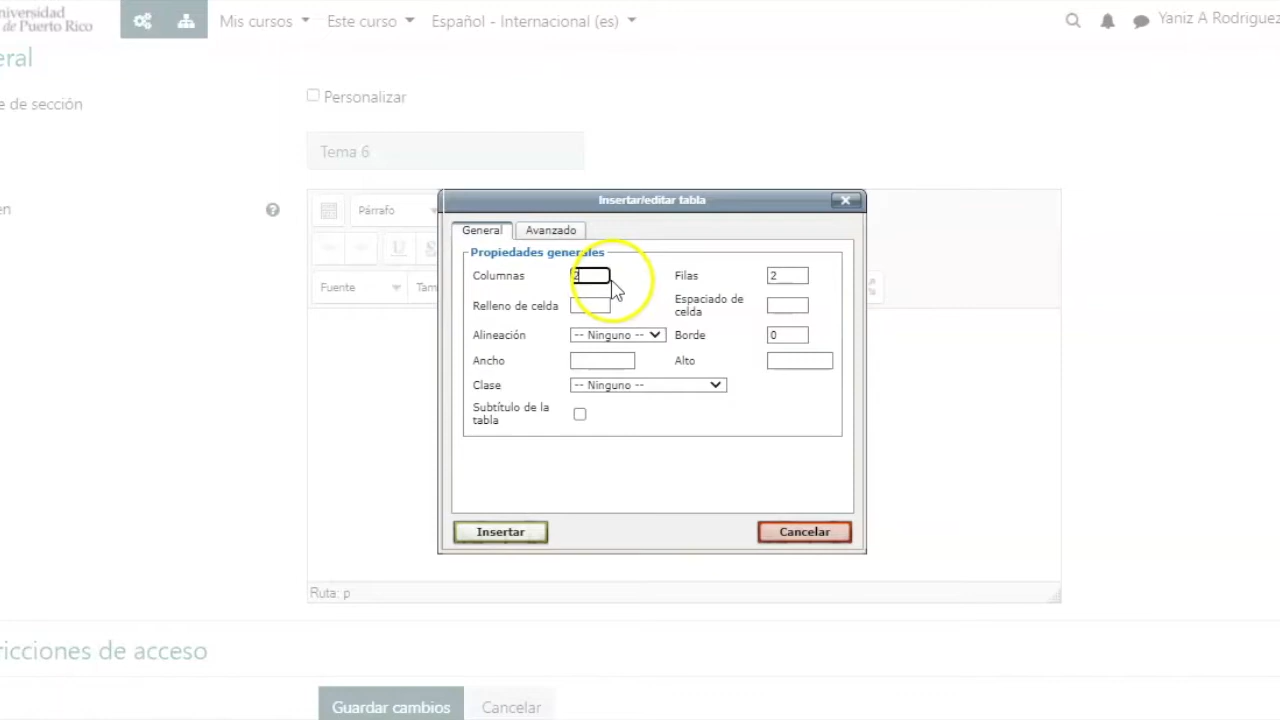 niversidad
de Puerto Rico
Mis cursos
Este curso
Español - Internacional (es)
Yaniz A Rodriguez
eral
e de sección
Personalizar
Tema 6
en
Párrafo
U
S
Fuente
Tam
Insertar/editar tabla
X
General
Avanzado
Propiedades generales
Columnas
2
Filas
2
Relleno de celda
Espaciado de
celda
Alineación
-- Ninguno --
Borde
0
Ancho
Alto
Clase
-- Ninguno --
Subtítulo de la
tabla
Insertar
Cancelar
Ruta: p
ricciones de acceso
Guardar cambios
Cancelar